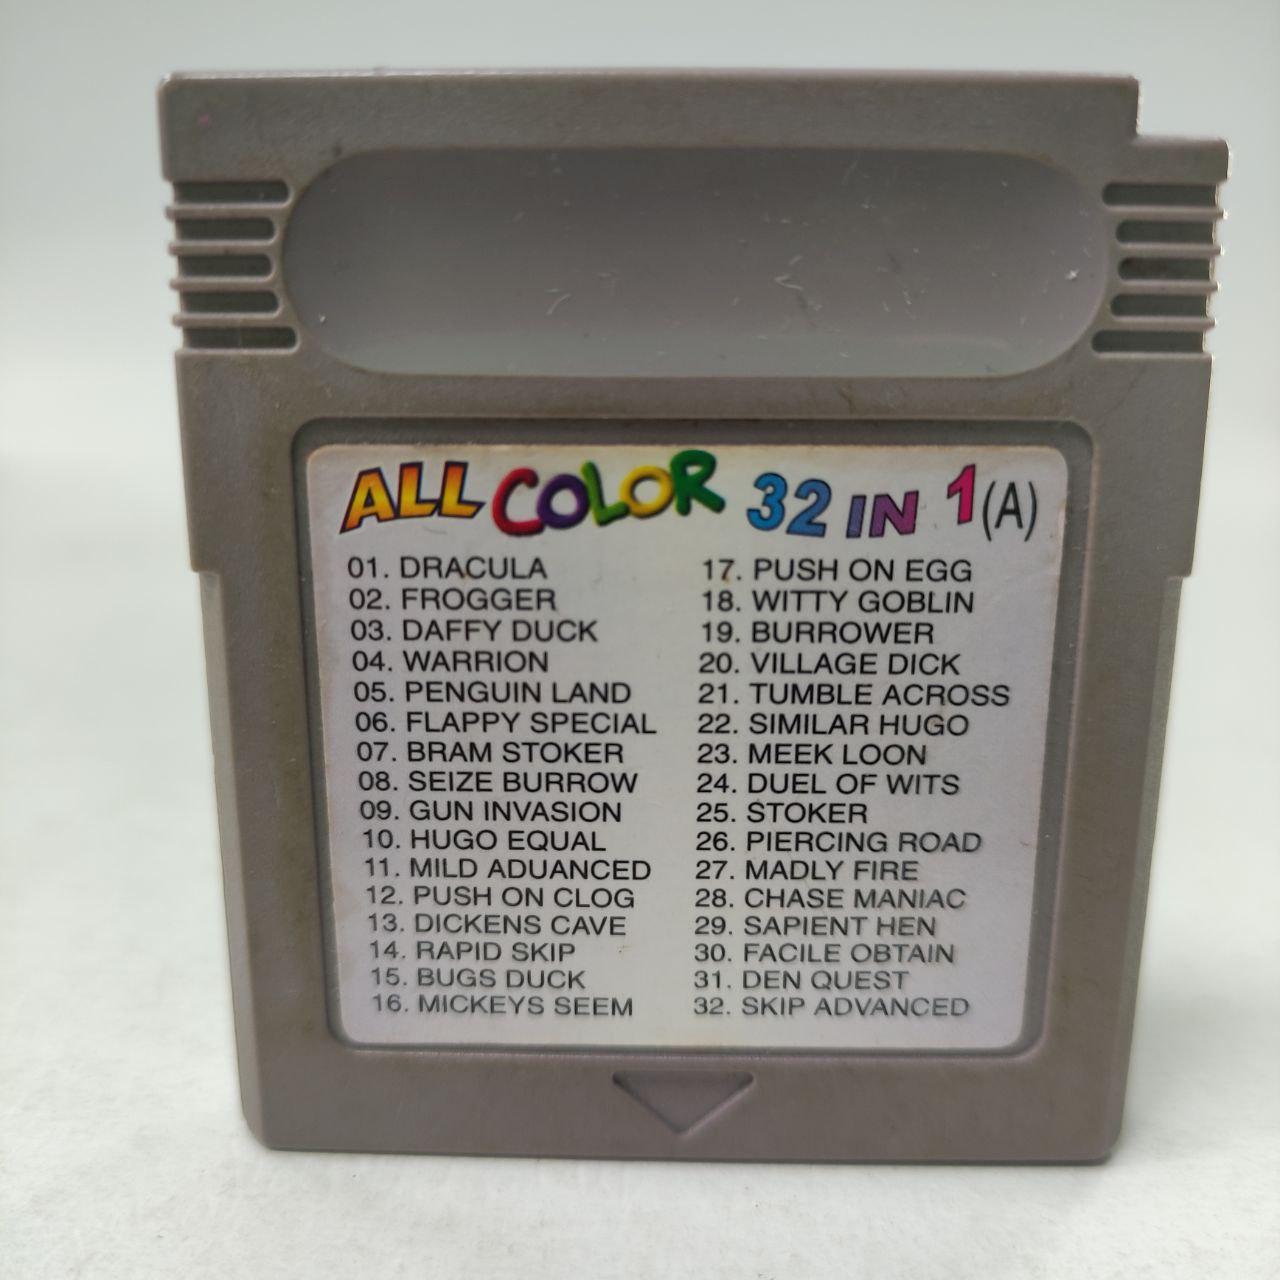 ALL COLOR 32 IN 1 (A)
01. DRACULA
02. FROGGER
03. DAFFY DUCK
04. WARRION
05. PENGUIN LAND
06. FLAPPY SPECIAL
07. BRAM STOKER
08. SEIZE BURROW
09. GUN INVASION
10. HUGO EQUAL
11. MILD ADUANCED
12. PUSH ON CLOG
13. DICKENS CAVE
14. RAPID SKIP
15. BUGS DUCK
16. MICKEYS SEEM
17. PUSH ON EGG
18. WITTY GOBLIN
19. BURROWER
20. VILLAGE DICK
21. TUMBLE ACROSS
22. SIMILAR HUGO
23. MEEK LOON
24. DUEL OF WITS
25. STOKER
26. PIERCING ROAD
27. MADLY FIRE
28. CHASE MANIAC
29. SAPIENT HEN
30. FACILE OBTAIN
31. DEN QUEST
32. SKIP ADVANCED